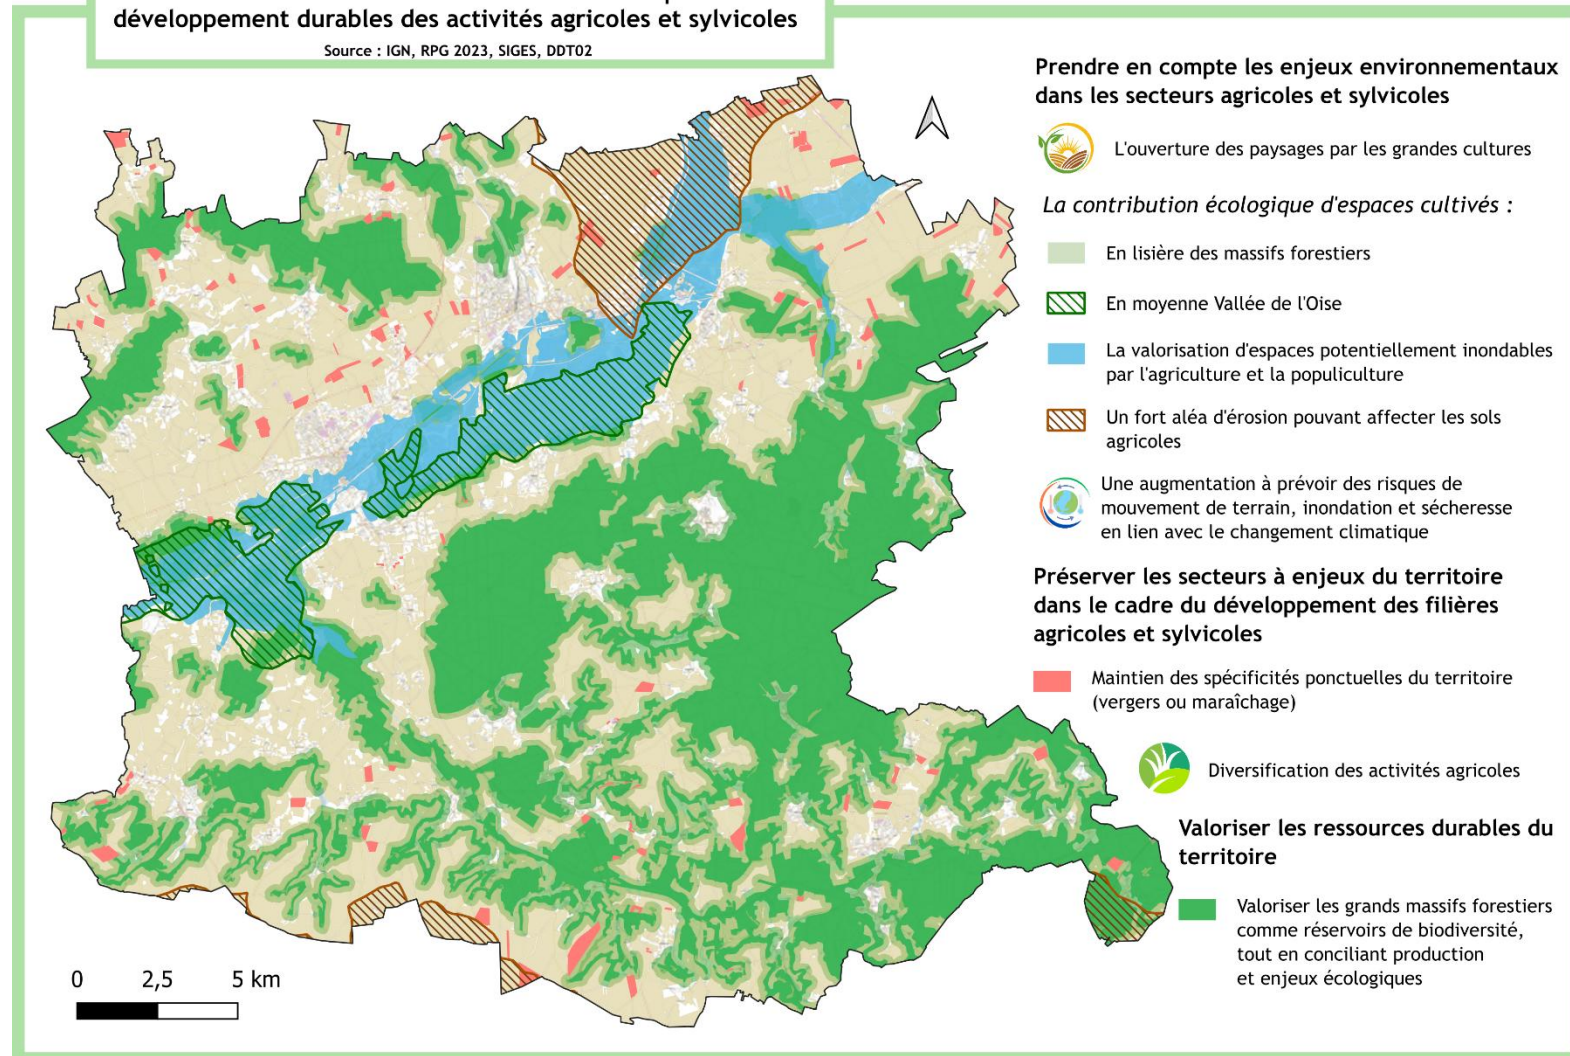 développement durables des activités agricoles et sylvicoles
Source : IGN, RPG 2023, SIGES, DDT02
Prendre en compte les enjeux environnementaux
dans les secteurs agricoles et sylvicoles
L'ouverture des paysages par les grandes cultures
La contribution écologique d'espaces cultivés :
En lisière des massifs forestiers
En moyenne Vallée de l'Oise
La valorisation d'espaces potentiellement inondables
par l'agriculture et la populiculture
Un fort aléa d'érosion pouvant affecter les sols
agricoles
Une augmentation à prévoir des risques de
mouvement de terrain, inondation et sécheresse
en lien avec le changement climatique
Préserver les secteurs à enjeux du territoire
dans le cadre du développement des filières
agricoles et sylvicoles
Maintien des spécificités ponctuelles du territoire
(vergers ou maraîchage)
Diversification des activités agricoles
Valoriser les ressources durables du
territoire
Valoriser les grands massifs forestiers
comme réservoirs de biodiversité,
tout en conciliant production
et enjeux écologiques
0 2,5 5 km